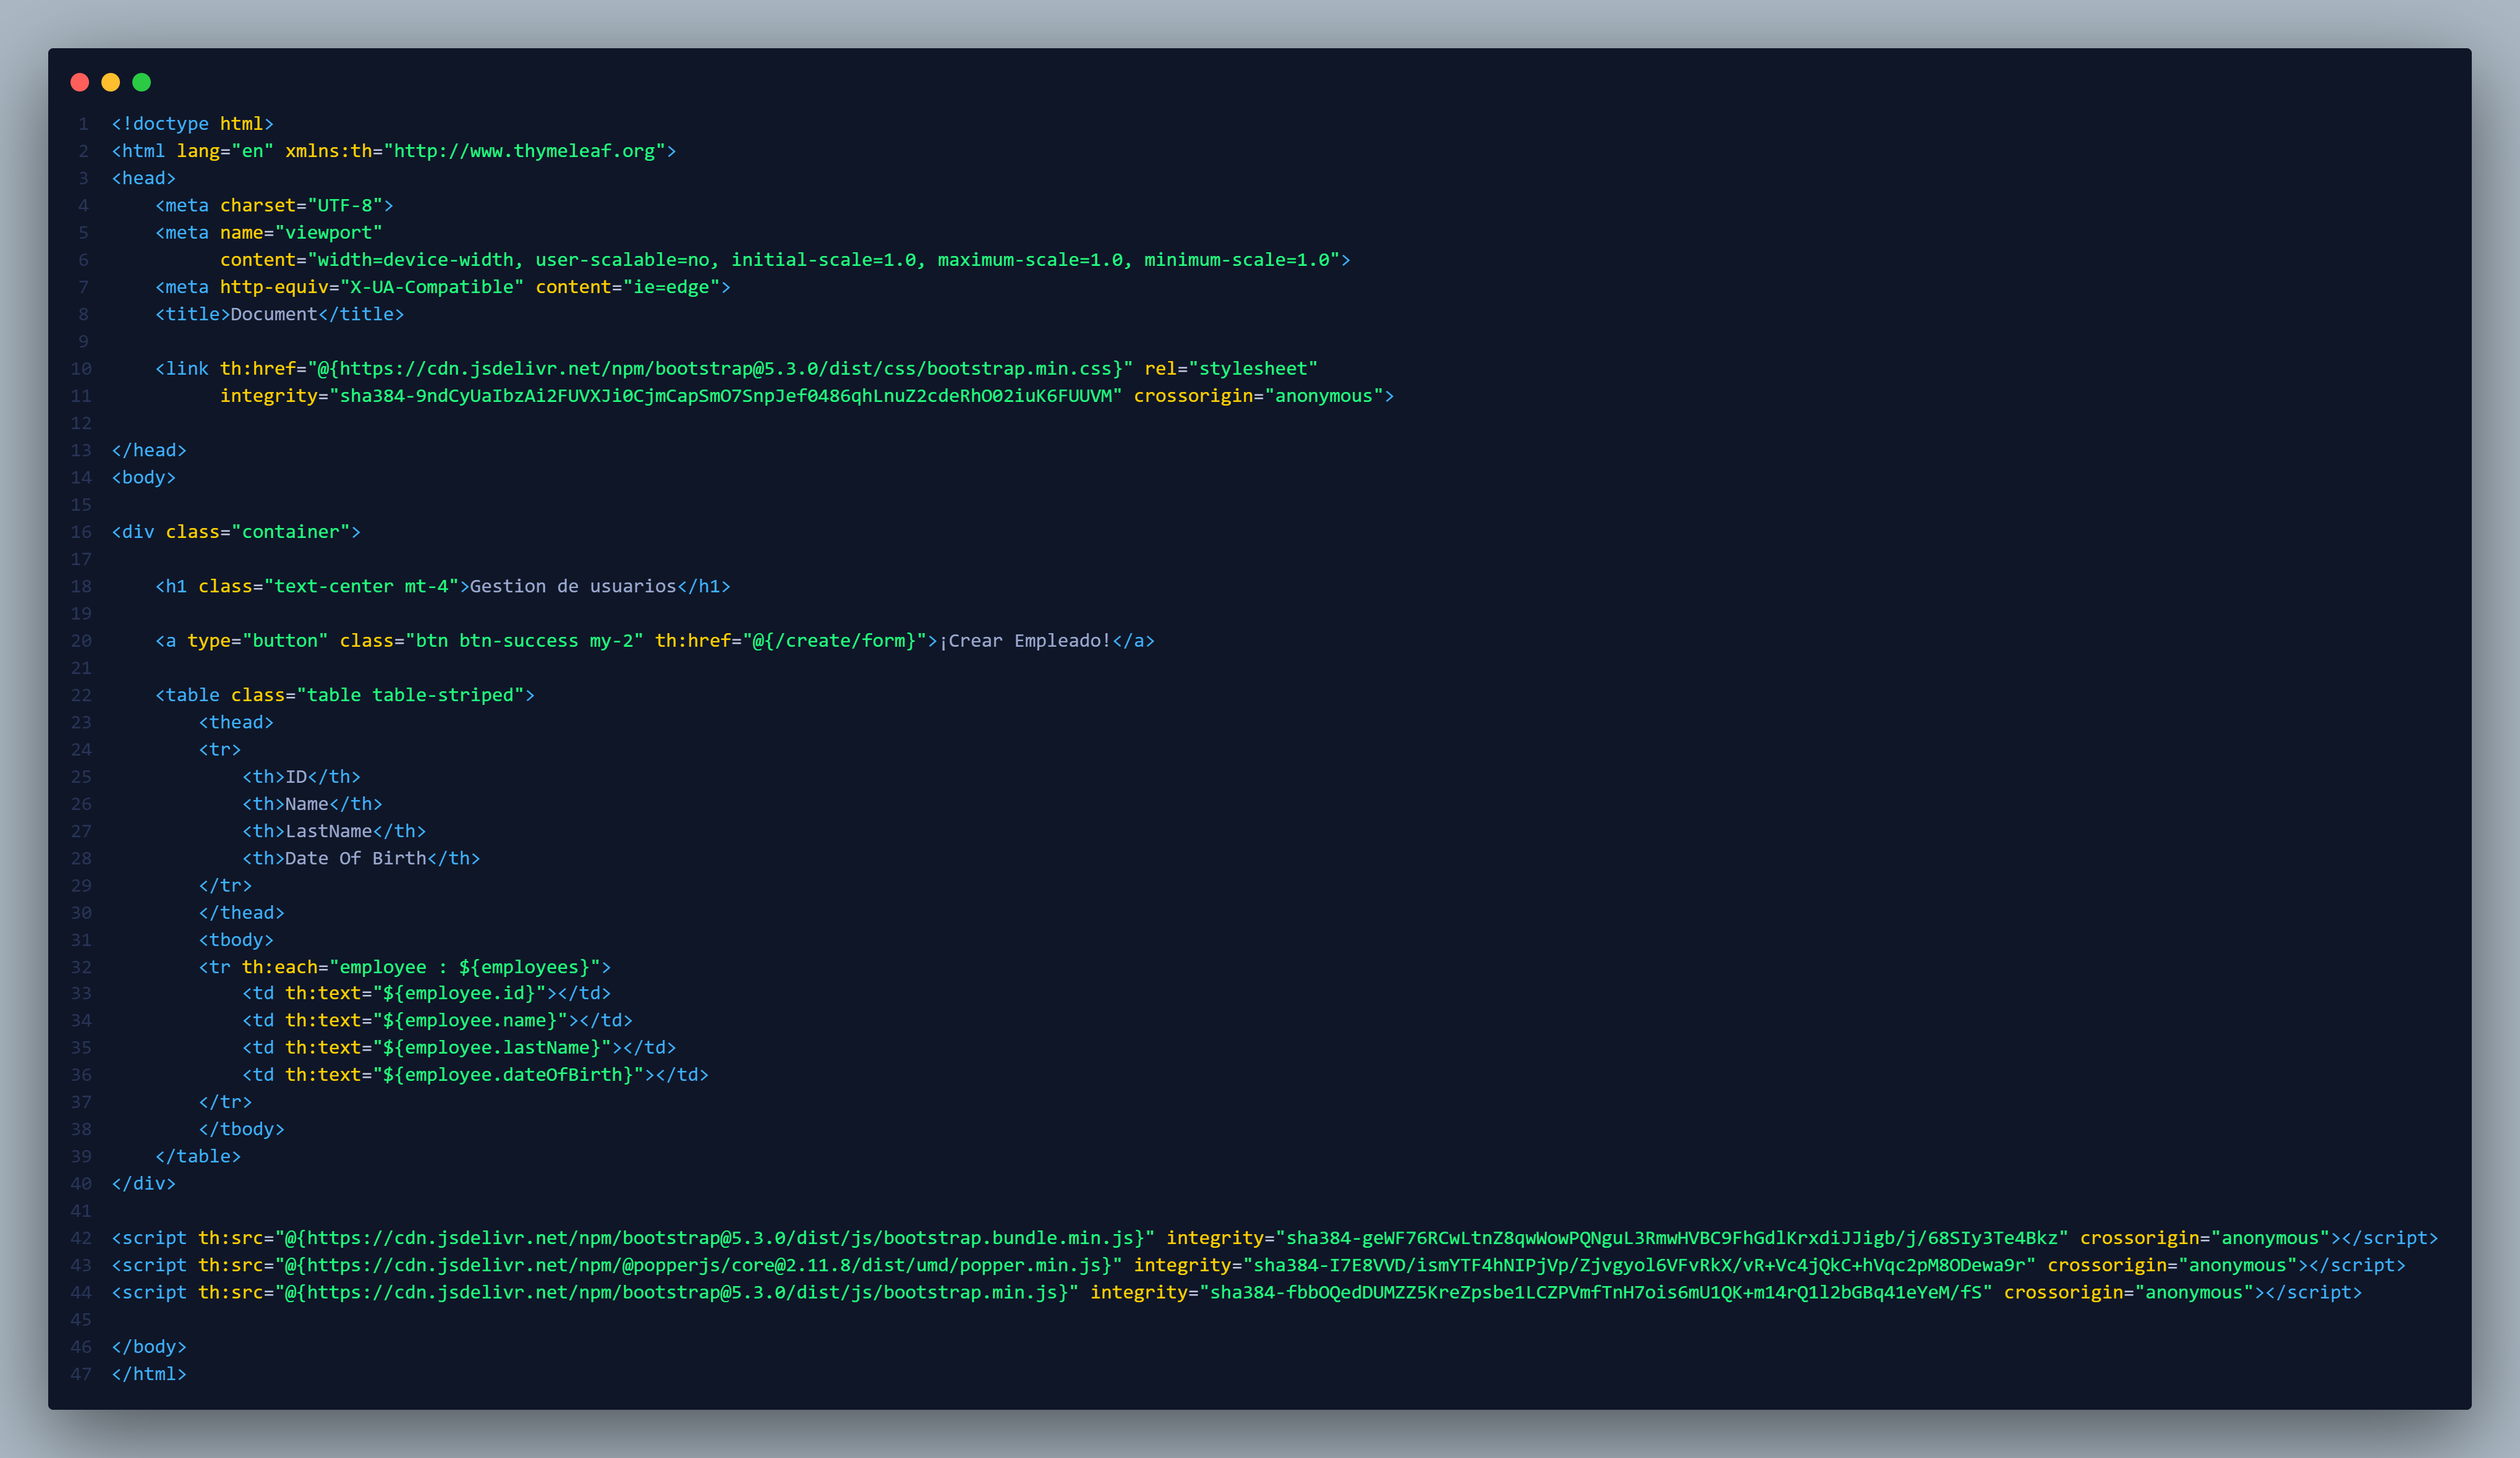 1 <!doctype html>
2 <html lang="en" xmlns:th="http://www.thymeleaf.org">
3 <head>
4     <meta charset="UTF-8">
5     <meta name="viewport"
6           content="width=device-width, user-scalable=no, initial-scale=1.0, maximum-scale=1.0, minimum-scale=1.0">
7     <meta http-equiv="X-UA-Compatible" content="ie=edge">
8     <title>Document</title>
9
10     <link th:href="@{https://cdn.jsdelivr.net/npm/bootstrap@5.3.0/dist/css/bootstrap.min.css}" rel="stylesheet"
11           integrity="sha384-9ndCyUaIbzAi2FUVXJi0CjmCapSmO7SnpJef0486qhLnuZ2cdeRhO02iuK6FUUVM" crossorigin="anonymous">
12
13 </head>
14 <body>
15
16 <div class="container">
17
18     <h1 class="text-center mt-4">Gestion de usuarios</h1>
19
20     <a type="button" class="btn btn-success my-2" th:href="@{/create/form}">¡Crear Empleado!</a>
21
22     <table class="table table-striped">
23         <thead>
24         <tr>
25             <th>ID</th>
26             <th>Name</th>
27             <th>LastName</th>
28             <th>Date Of Birth</th>
29         </tr>
30         </thead>
31         <tbody>
32         <tr th:each="employee : ${employees}">
33             <td th:text="${employee.id}"></td>
34             <td th:text="${employee.name}"></td>
35             <td th:text="${employee.lastName}"></td>
36             <td th:text="${employee.dateOfBirth}"></td>
37         </tr>
38         </tbody>
39     </table>
40 </div>
41
42 <script th:src="@{https://cdn.jsdelivr.net/npm/bootstrap@5.3.0/dist/js/bootstrap.bundle.min.js}" integrity="sha384-geWF76RCwLtnZ8qwWowPQNguL3RmwHVBC9FhGdlKrxdiJJigb/j/68SIy3Te4Bkz" crossorigin="anonymous"></script>
43 <script th:src="@{https://cdn.jsdelivr.net/npm/@popperjs/core@2.11.8/dist/umd/popper.min.js}" integrity="sha384-I7E8VVD/ismYTF4hNIPjVp/Zjvgyol6VFvRkX/vR+Vc4jQkC+hVqc2pM8ODewa9r" crossorigin="anonymous"></script>
44 <script th:src="@{https://cdn.jsdelivr.net/npm/bootstrap@5.3.0/dist/js/bootstrap.min.js}" integrity="sha384-fbbOQedDUMZZ5KreZpsbe1LCZPVmfTnH7ois6mU1QK+m14rQ1l2bGBq41eYeM/fS" crossorigin="anonymous"></script>
45
46 </body>
47 </html>